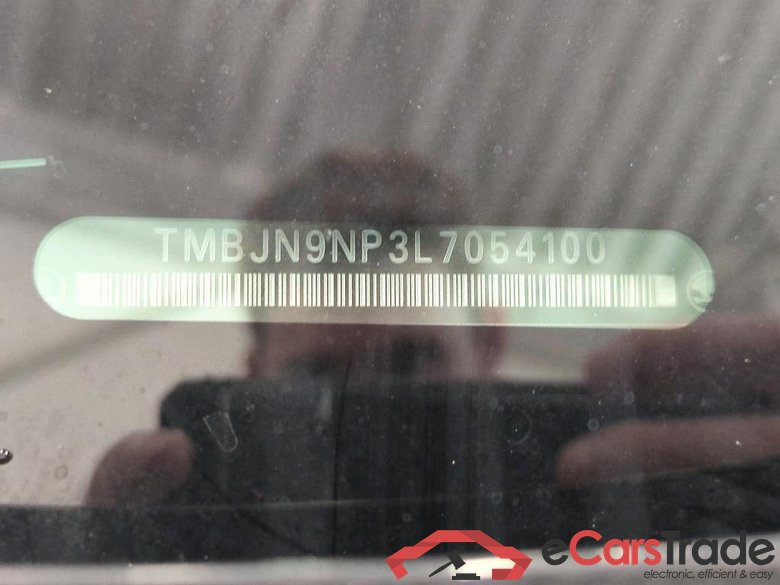 TMBJN9NP3L7054100
eCarsTrade
electronic, efficient & easy